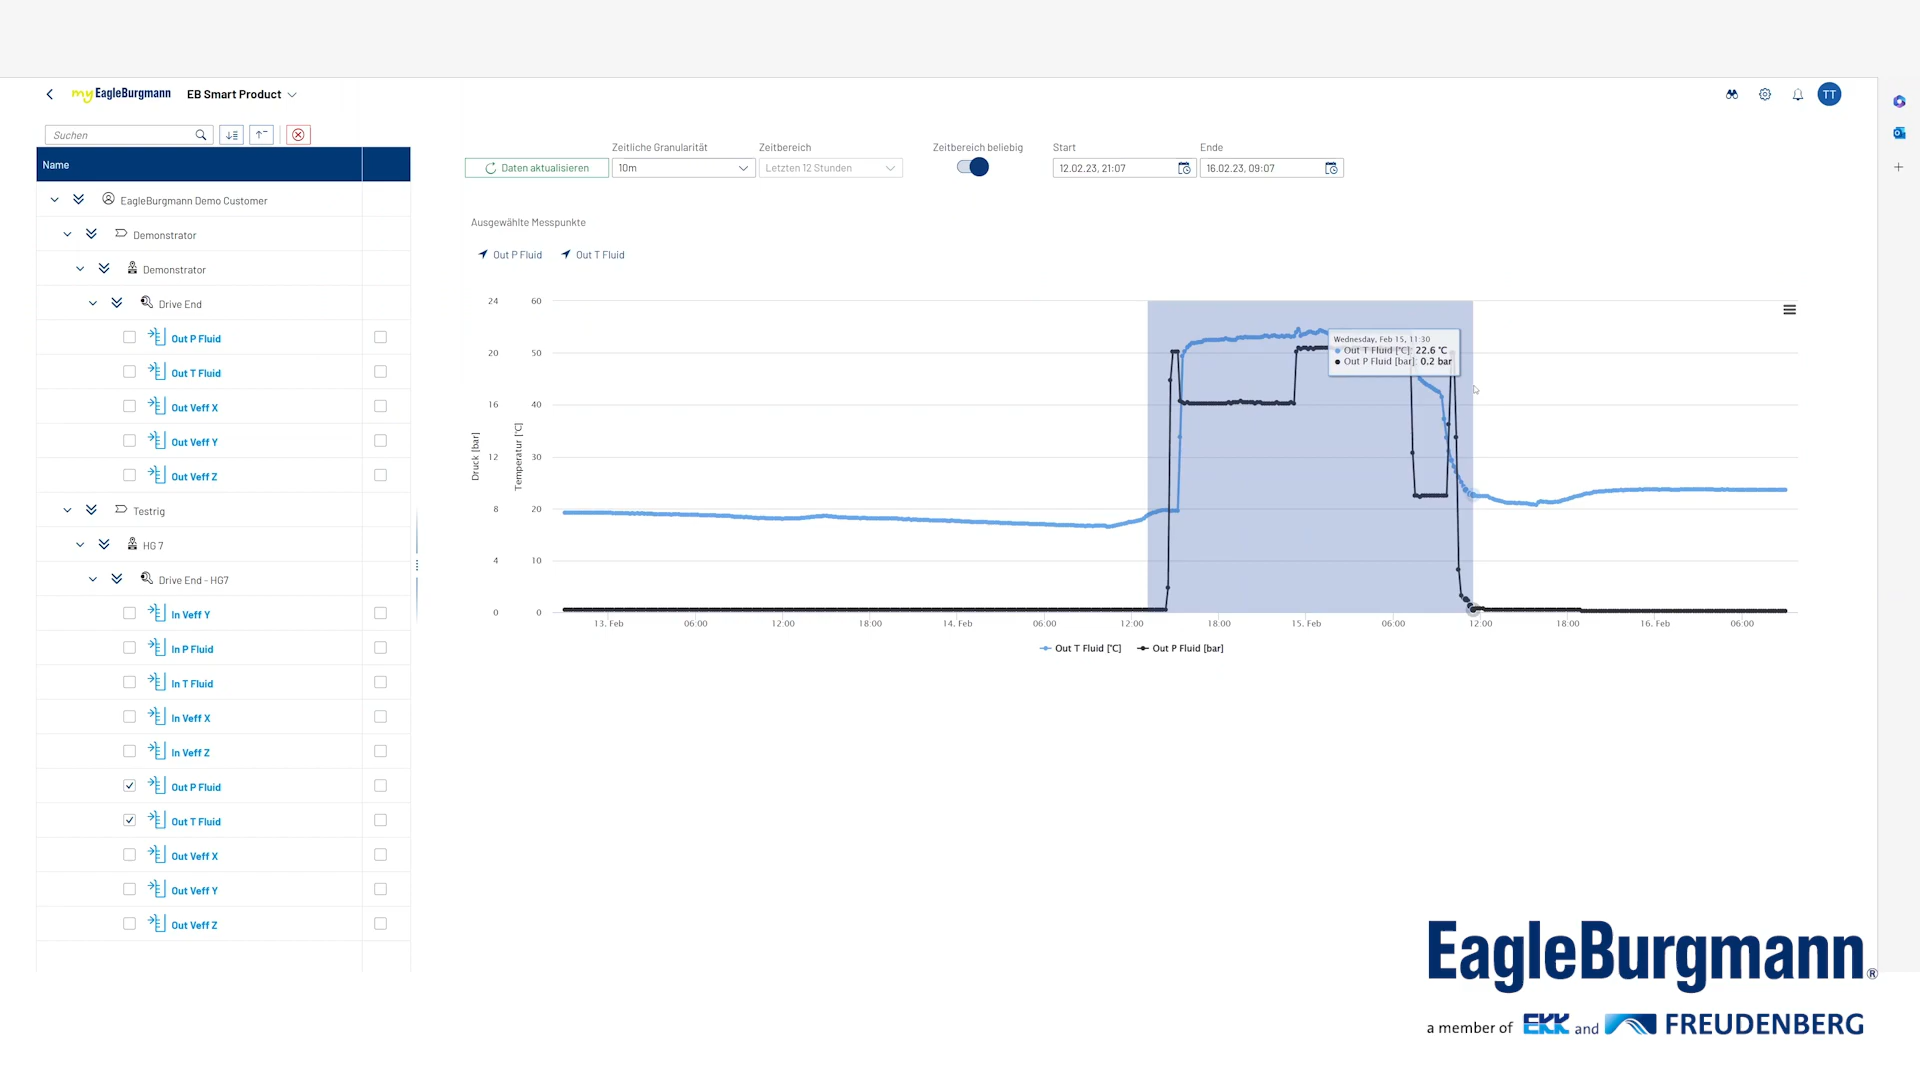 my EagleBurgmann EB Smart Product
TT
Suchen
Name
EagleBurgmann Demo Customer
Demonstrator
Demonstrator
Drive End
Out P Fluid
Out T Fluid
Out Veff X
Out Veff Y
Out Veff Z
Testrig
HG 7
Drive End - HG7
In Veff Y
In P Fluid
In T Fluid
In Veff X
In Veff Z
Out P Fluid
Out T Fluid
Out Veff X
Out Veff Y
Out Veff Z
Zeitliche Granularität Zeitbereich Zeitbereich beliebig Start Ende
Daten aktualisieren 10m Letzten 12 Stunden 12.02.23, 21:07 16.02.23, 09:07
Ausgewählte Messpunkte
Out P Fluid Out T Fluid
24 60
20 50
16 40
12 30
8 20
4 10
0 0
Druck [bar]
Temperatur [°C]
Wednesday, Feb 15, 11:30
Out T Fluid [°C]: 22.6 °C
Out P Fluid [bar]: 0.2 bar
13. Feb 06:00 12:00 18:00 14. Feb 06:00 12:00 18:00 15. Feb 06:00 12:00 18:00 16. Feb 06:00
Out T Fluid [°C] Out P Fluid [bar]
EagleBurgmann®
a member of EKK and FREUDENBERG